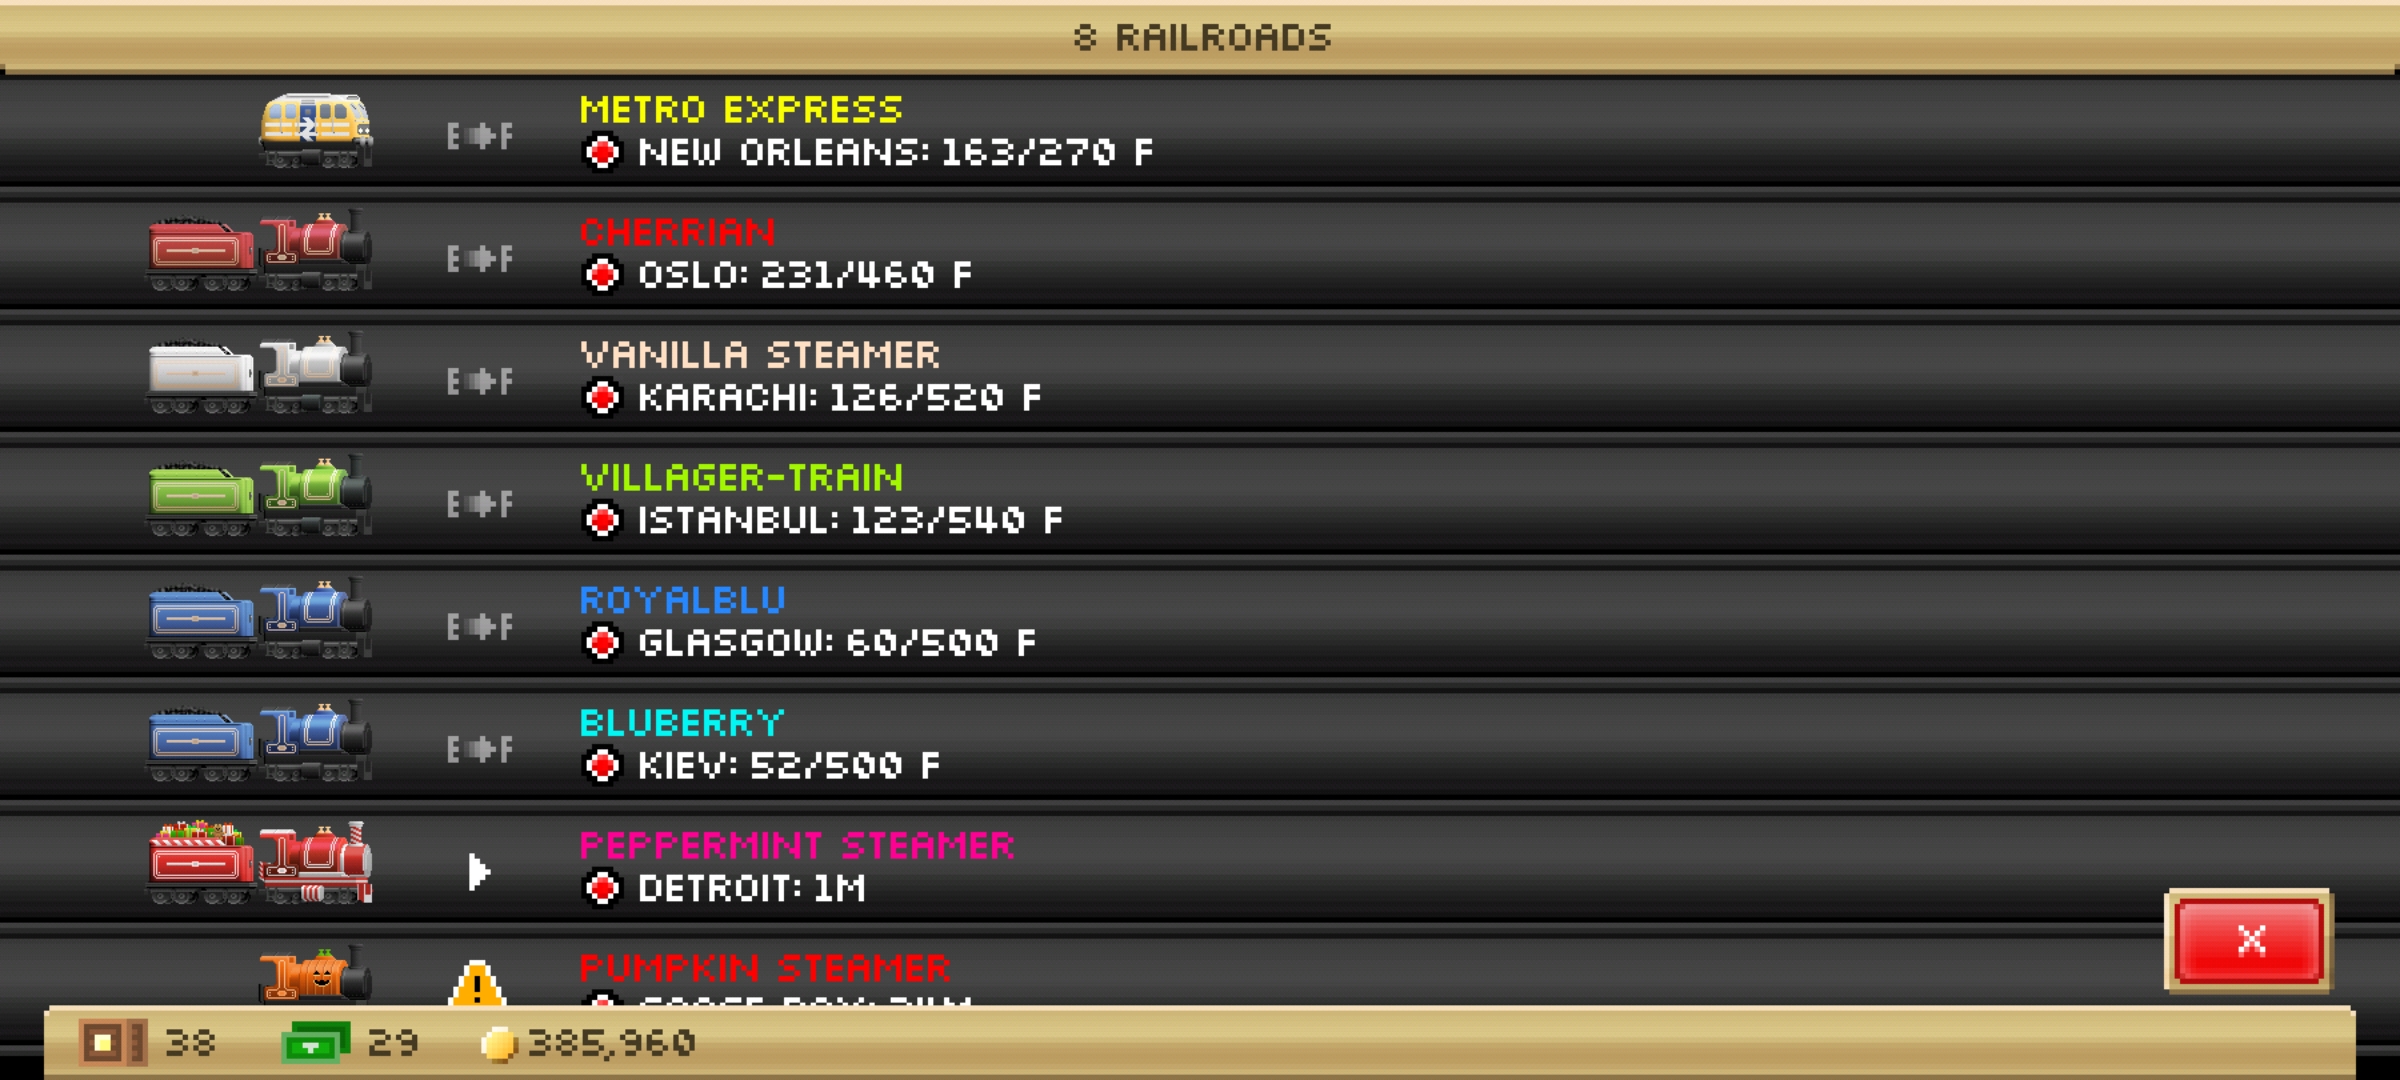 8 RAILROADS
E F
METRO EXPRESS
NEW ORLEANS: 163/270 F
E F
CHERRIAN
OSLO: 231/460 F
E F
VANILLA STEAMER
KARACHI: 126/520 F
E F
VILLAGER-TRAIN
ISTANBUL: 123/540 F
E F
ROYALBLU
GLASGOW: 60/500 F
E F
BLUBERRY
KIEV: 52/500 F
PEPPERMINT STEAMER
DETROIT: 1M
PUMPKIN STEAMER
X
38
29
385,960